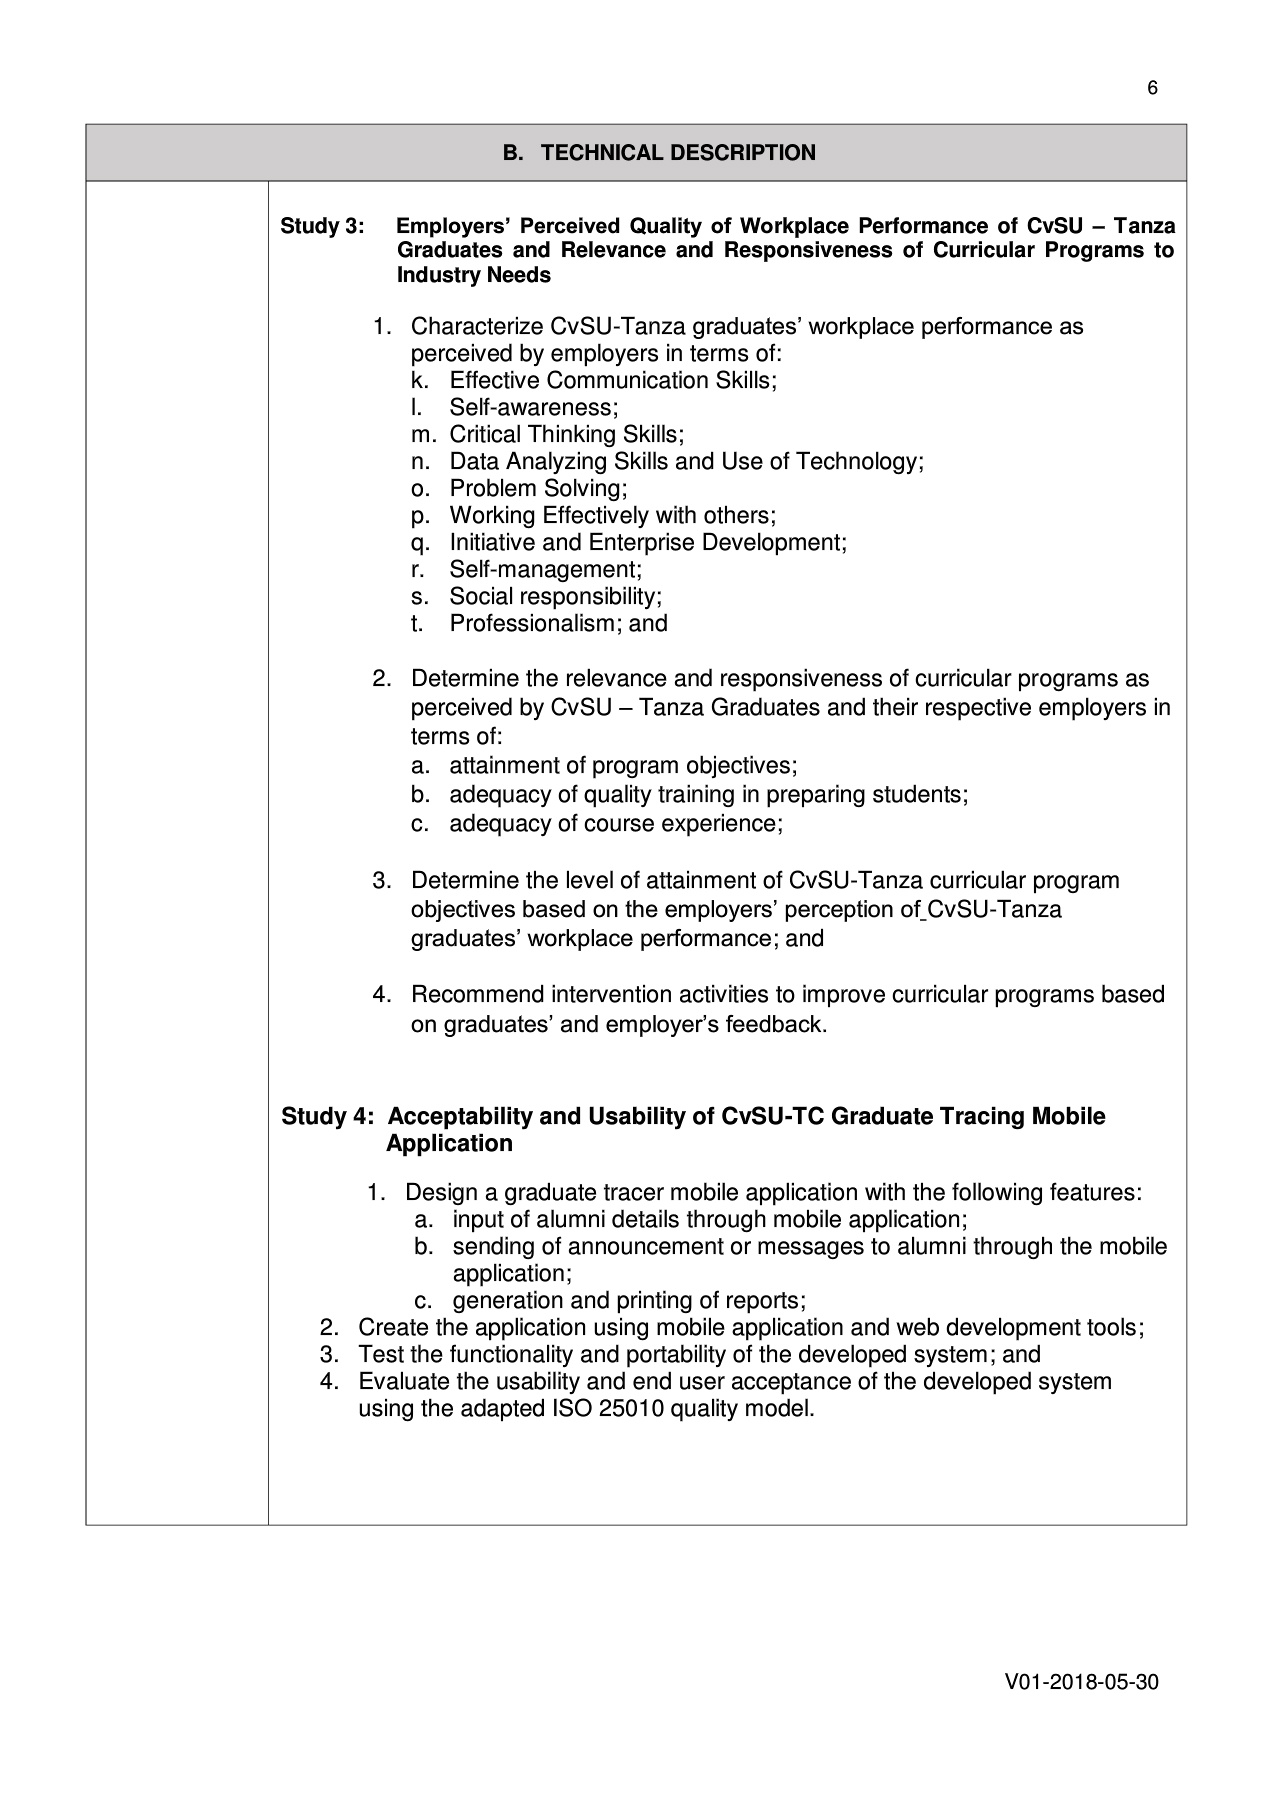 6
B. TECHNICAL DESCRIPTION
Study 3: Employers’ Perceived Quality of Workplace Performance of CvSU – Tanza
Graduates and Relevance and Responsiveness of Curricular Programs to
Industry Needs
1. Characterize CvSU-Tanza graduates’ workplace performance as
perceived by employers in terms of:
k. Effective Communication Skills;
l. Self-awareness;
m. Critical Thinking Skills;
n. Data Analyzing Skills and Use of Technology;
o. Problem Solving;
p. Working Effectively with others;
q. Initiative and Enterprise Development;
r. Self-management;
s. Social responsibility;
t. Professionalism; and
2. Determine the relevance and responsiveness of curricular programs as
perceived by CvSU – Tanza Graduates and their respective employers in
terms of:
a. attainment of program objectives;
b. adequacy of quality training in preparing students;
c. adequacy of course experience;
3. Determine the level of attainment of CvSU-Tanza curricular program
objectives based on the employers’ perception of CvSU-Tanza
graduates’ workplace performance; and
4. Recommend intervention activities to improve curricular programs based
on graduates’ and employer’s feedback.
Study 4: Acceptability and Usability of CvSU-TC Graduate Tracing Mobile
Application
1. Design a graduate tracer mobile application with the following features:
a. input of alumni details through mobile application;
b. sending of announcement or messages to alumni through the mobile
application;
c. generation and printing of reports;
2. Create the application using mobile application and web development tools;
3. Test the functionality and portability of the developed system; and
4. Evaluate the usability and end user acceptance of the developed system
using the adapted ISO 25010 quality model.
V01-2018-05-30